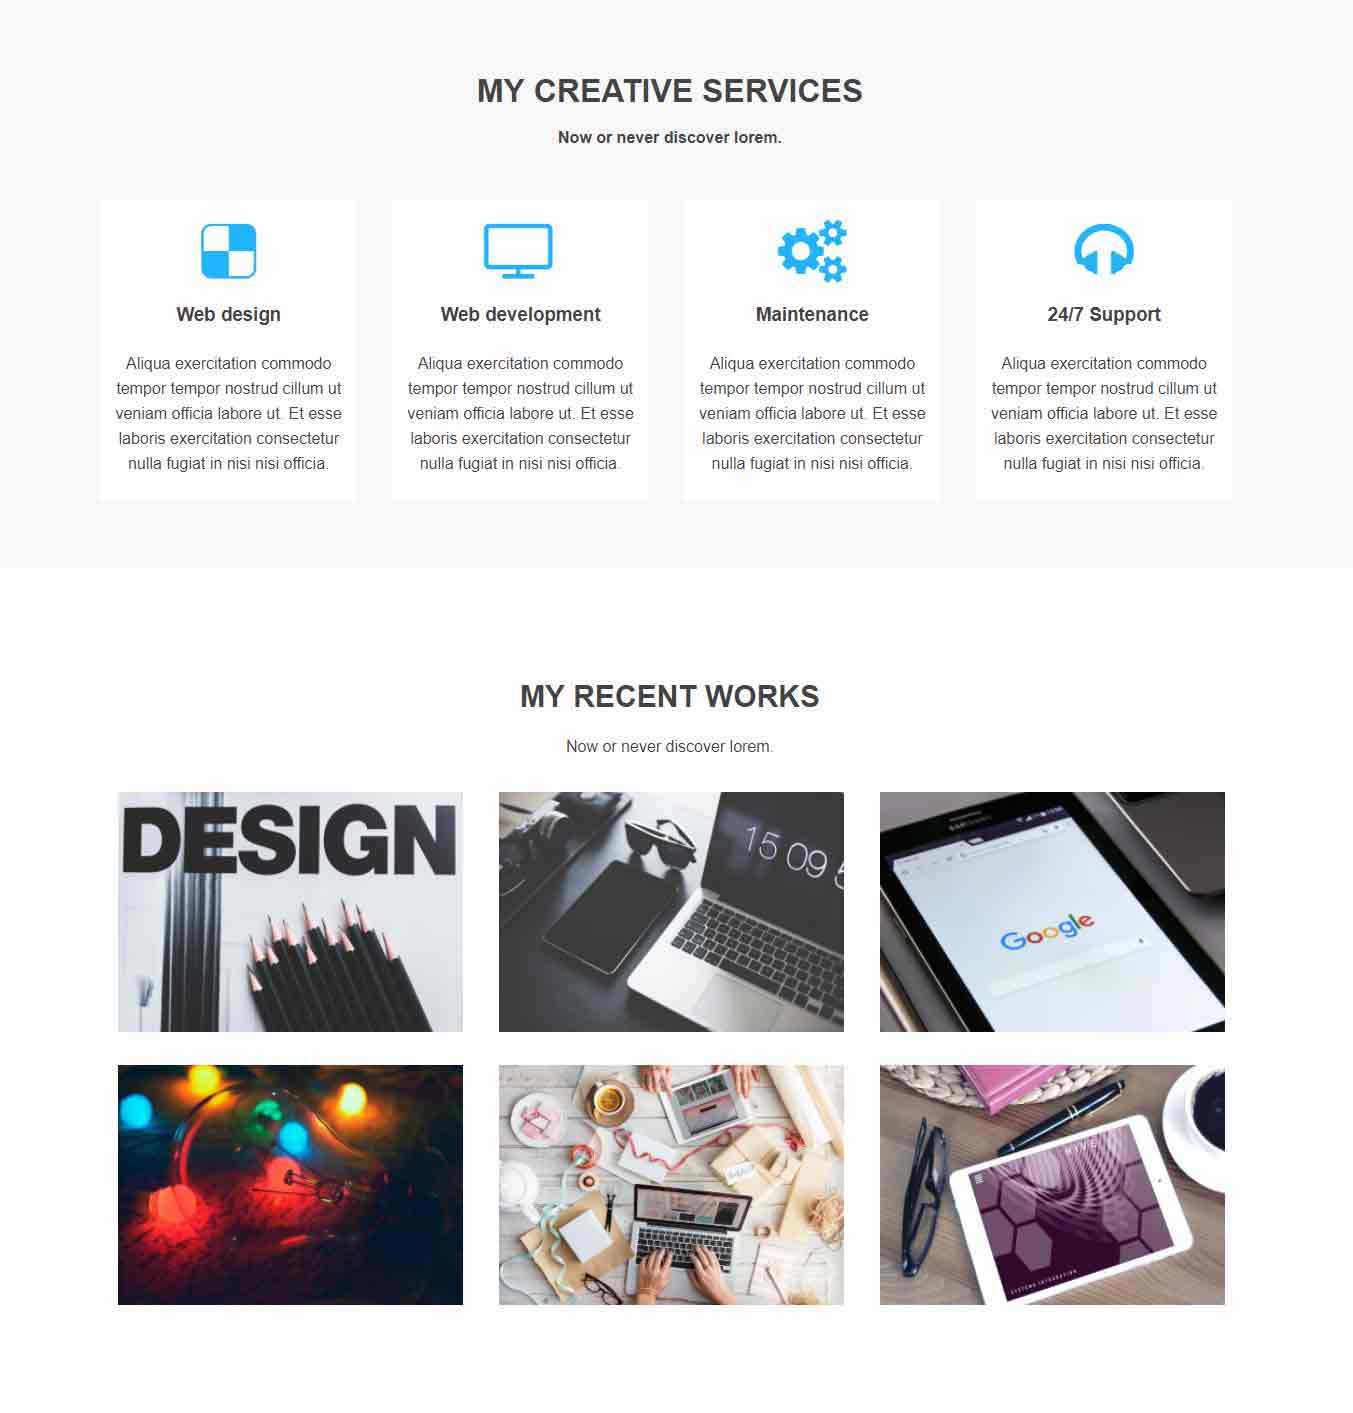 MY CREATIVE SERVICES
Now or never discover lorem.
Web design
Aliqua exercitation commodo
tempor tempor nostrud cillum ut
veniam officia labore ut. Et esse
laboris exercitation consectetur
nulla fugiat in nisi nisi officia.
Web development
Aliqua exercitation commodo
tempor tempor nostrud cillum ut
veniam officia labore ut. Et esse
laboris exercitation consectetur
nulla fugiat in nisi nisi officia.
Maintenance
Aliqua exercitation commodo
tempor tempor nostrud cillum ut
veniam officia labore ut. Et esse
laboris exercitation consectetur
nulla fugiat in nisi nisi officia.
24/7 Support
Aliqua exercitation commodo
tempor tempor nostrud cillum ut
veniam officia labore ut. Et esse
laboris exercitation consectetur
nulla fugiat in nisi nisi officia.
MY RECENT WORKS
Now or never discover lorem.
DESIGN
15 09 5
SAMSUNG
Google
HIVE
SYSTEMS INTEGRATION